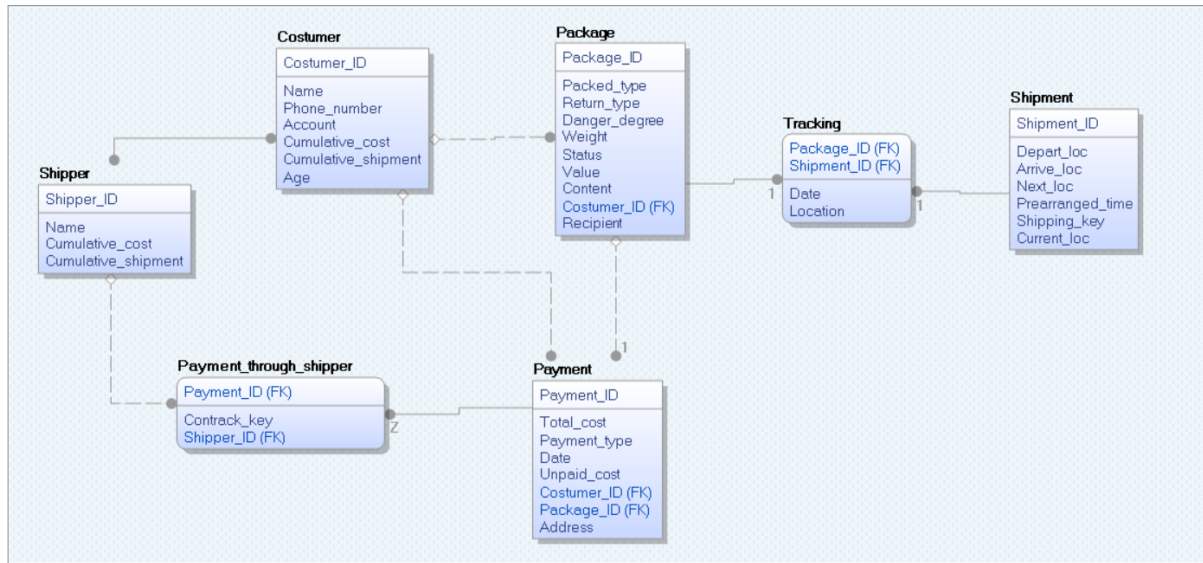 Costumer
Costumer_ID
Name
Phone_number
Account
Cumulative_cost
Cumulative_shipment
Age
Package
Package_ID
Packed_type
Return_type
Danger_degree
Weight
Status
Value
Content
Costumer_ID (FK)
Recipient
Tracking
Package_ID (FK)
Shipment_ID (FK)
Date
Location
1
1
Shipment
Shipment_ID
Depart_loc
Arrive_loc
Next_loc
Prearranged_time
Shipping_key
Current_loc
Shipper
Shipper_ID
Name
Cumulative_cost
Cumulative_shipment
Payment_through_shipper
Payment_ID (FK)
Contrack_key
Shipper_ID (FK)
Z
1
Payment
Payment_ID
Total_cost
Payment_type
Date
Unpaid_cost
Costumer_ID (FK)
Package_ID (FK)
Address